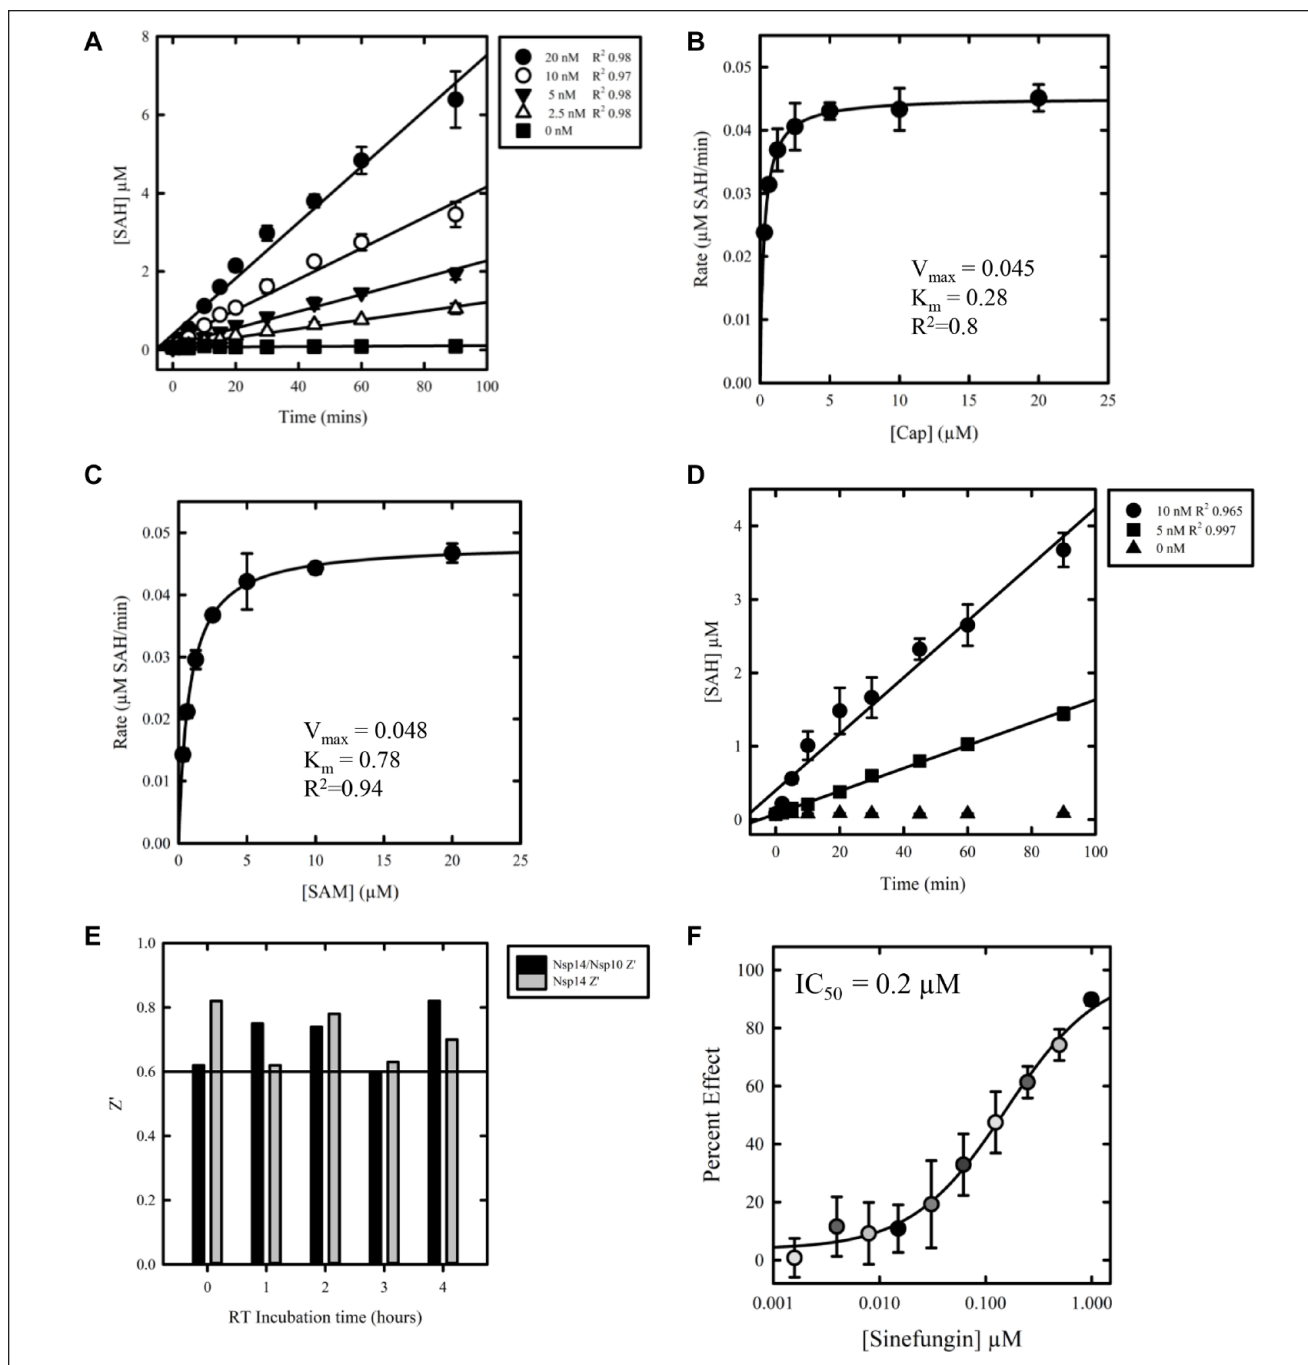 A
8
6
4
2
0
[SAH] µM
0 20 40 60 80 100
Time (mins)
20 nM R² 0.98
10 nM R² 0.97
5 nM R² 0.98
2.5 nM R² 0.98
0 nM
B
0.05
0.04
0.03
0.02
0.01
0.00
Rate (µM SAH/min)
Vmax = 0.045
Km = 0.28
R²=0.8
0 5 10 15 20 25
[Cap] (µM)
C
0.05
0.04
0.03
0.02
0.01
0.00
Rate (µM SAH/min)
Vmax = 0.048
Km = 0.78
R²=0.94
0 5 10 15 20 25
[SAM] (µM)
D
4
3
2
1
0
[SAH] µM
0 20 40 60 80 100
Time (min)
10 nM R² 0.965
5 nM R² 0.997
0 nM
E
1.0
0.8
0.6
0.4
0.2
0.0
Z'
0 1 2 3 4
RT Incubation time (hours)
Nsp14/Nsp10 Z'
Nsp14 Z'
F
IC50 = 0.2 µM
100
80
60
40
20
0
Percent Effect
0.001 0.010 0.100 1.000
[Sinefungin] µM